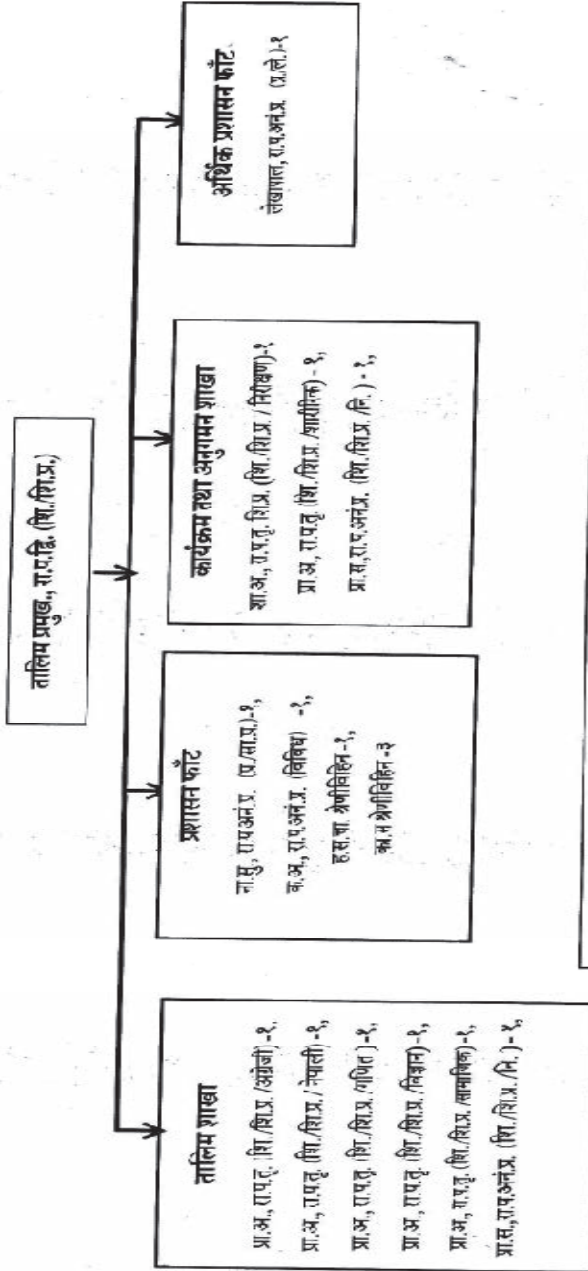 तालिम प्रमुख., रा.प.द्वि. (शि./शि.प्र.)
तालिम शाखा
प्रा.अ., रा.प.तृ. (शि./शि.प्र./अंग्रेजी) -१,
प्रा.अ., रा.प.तृ. (शि./शि.प्र./ नेपाली) -१,
प्रा.अ., रा.प.तृ. (शि./शि.प्र./गणित ) -१,
प्रा.अ., रा.प.तृ. (शि./शि.प्र./विज्ञान) -१,
प्रा.अ., रा.प.तृ. (शि./शि.प्र./सामाजिक) -१,
प्रा.स.,रा.प.अनं.प्र. (शि./शि.प्र./नि. ) -
प्रशासन फाँट
ना.सु., रा.प.अनं.प्र. (प्र./सा.प्र.)-१,
क.अ., रा.प.अनं.प्र. (विविध) -१,
ह.स.चा. श्रेणीविहिन -१,
का.स श्रेणीविहिन -३
कार्यक्रम तथा अनुगमन शाखा
शा.अ., रा.प.तृ. शि.प्र. (शि./शि.प्र. / निरीक्षण)-१
प्रा.अ., रा.प.तृ. (शि./शि.प्र. /शारीरिक) - १,
प्रा.स.,रा.प.अनं.प्र. (शि./शि.प्र. /नि. ) - १,
आर्थिक प्रशासन फाँट
लेखापाल, रा.प.अनं.प्र. (प्र./ले.)-१